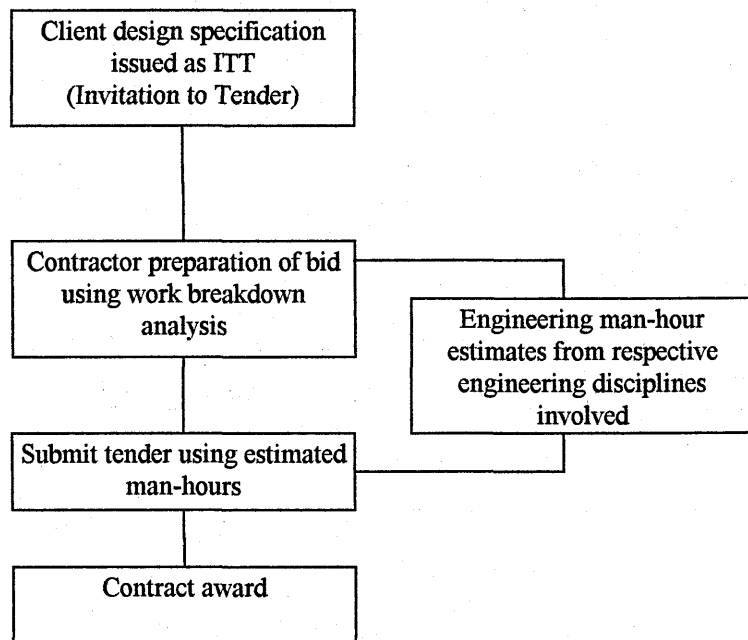 Client design specification
issued as ITT
(Invitation to Tender)
Contractor preparation of bid
using work breakdown
analysis
Engineering man-hour
estimates from respective
engineering disciplines
involved
Submit tender using estimated
man-hours
Contract award